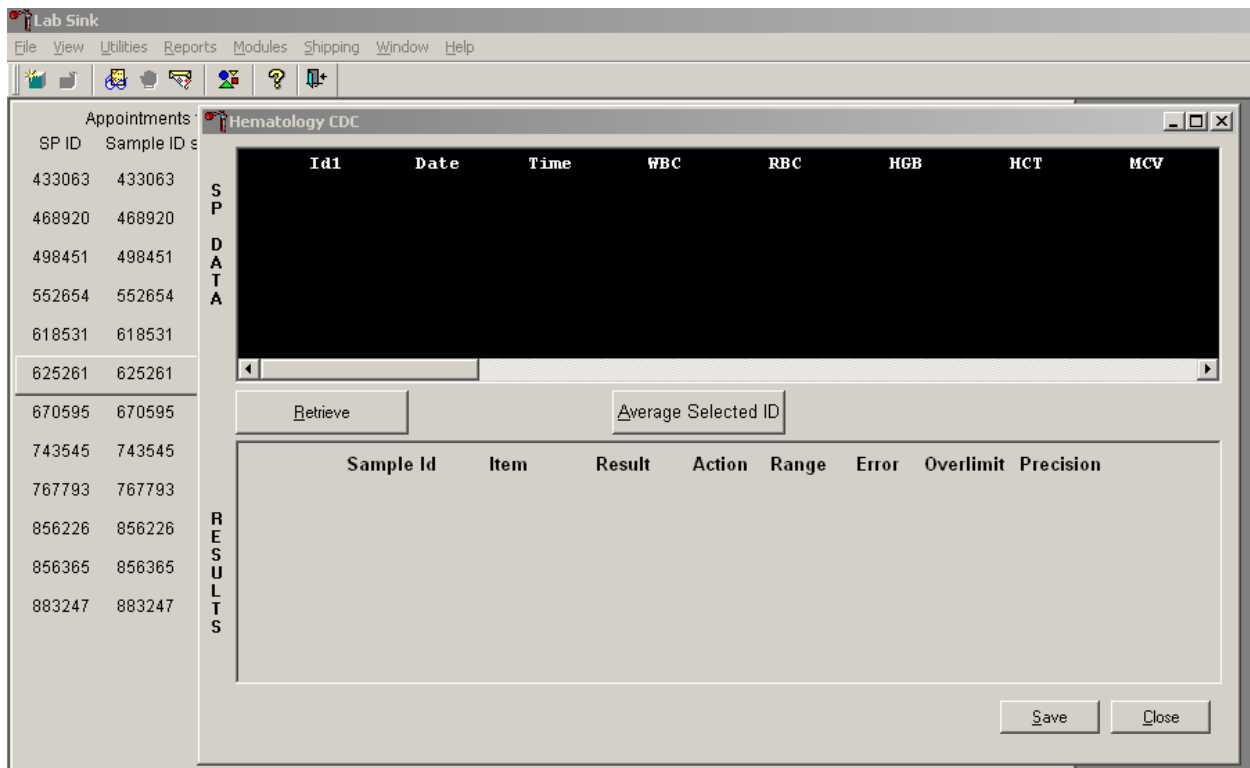 Lab Sink
File View Utilities Reports Modules Shipping Window Help
Appointments
SP ID Sample ID s
433063 433063
468920 468920
498451 498451
552654 552654
618531 618531
625261 625261
670595 670595
743545 743545
767793 767793
856226 856226
856365 856365
883247 883247
Hematology CDC
SP DATA
Id1 Date Time WBC RBC HGB HCT MCV
Retrieve Average Selected ID
RESULTS
Sample Id Item Result Action Range Error Overlimit Precision
Save Close